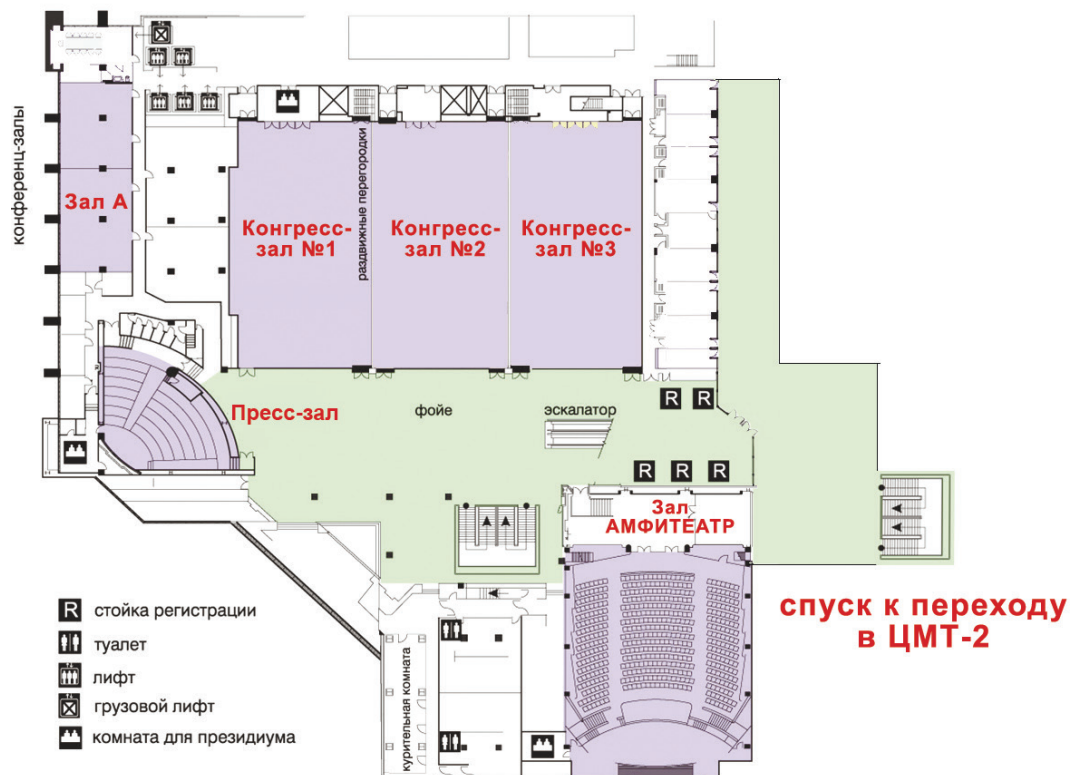 конференц-залы
Зал А
Конгресс-
зал №1
раздвижные перегородки
Конгресс-
зал №2
Конгресс-
зал №3
Пресс-зал
фойе
эскалатор
R
R
R
R
R
Зал
АМФИТЕАТР
спуск к переходу
в ЦМТ-2
курительная комната
R стойка регистрации
туалет
лифт
грузовой лифт
комната для президиума